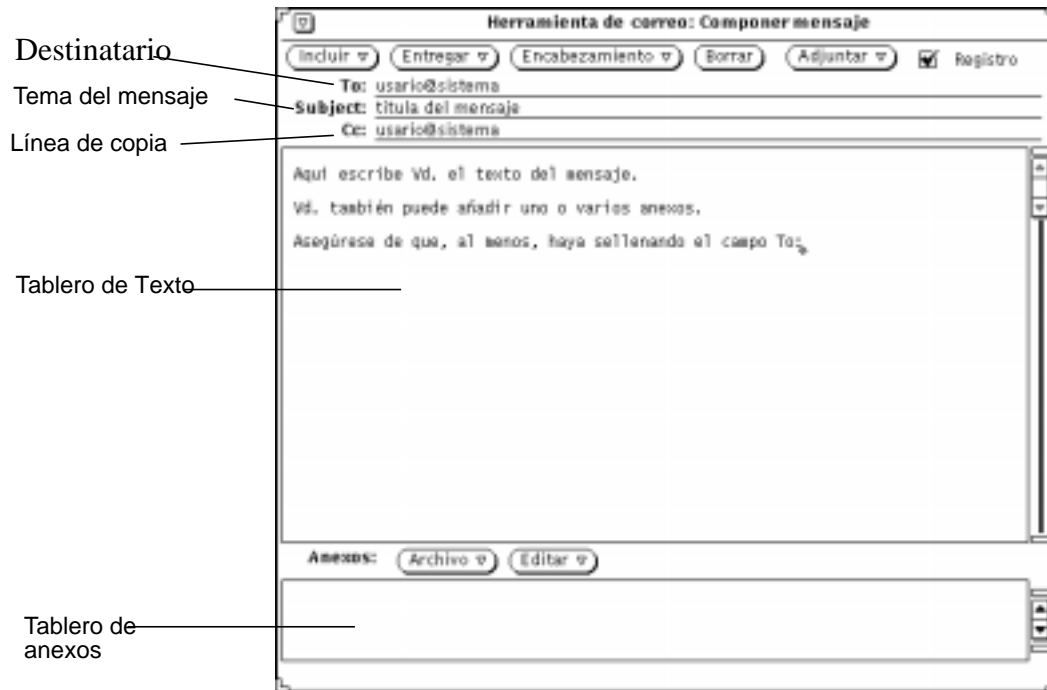 Herramienta de correo: Componer mensaje
Incluir Entregar Encabezamiento Borrar Adjuntar Registro
Destinatario
To: usario@sistema
Tema del mensaje
Subject: títula del mensaje
Línea de copia
Cc: usario@sistema
Aquí escribe Vd. el texto del mensaje.
Vd. también puede añadir uno o varios anexos.
Asegúrese de que, al menos, haya sellenando el campo To:
Tablero de Texto
Anexos: Archivo Editar
Tablero de
anexos